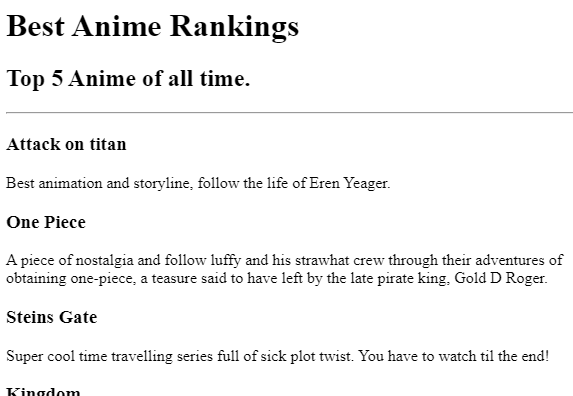 Best Anime Rankings
Top 5 Anime of all time.
Attack on titan
Best animation and storyline, follow the life of Eren Yeager.
One Piece
A piece of nostalgia and follow luffy and his strawhat crew through their adventures of
obtaining one-piece, a teasure said to have left by the late pirate king, Gold D Roger.
Steins Gate
Super cool time travelling series full of sick plot twist. You have to watch til the end!
Kingdom